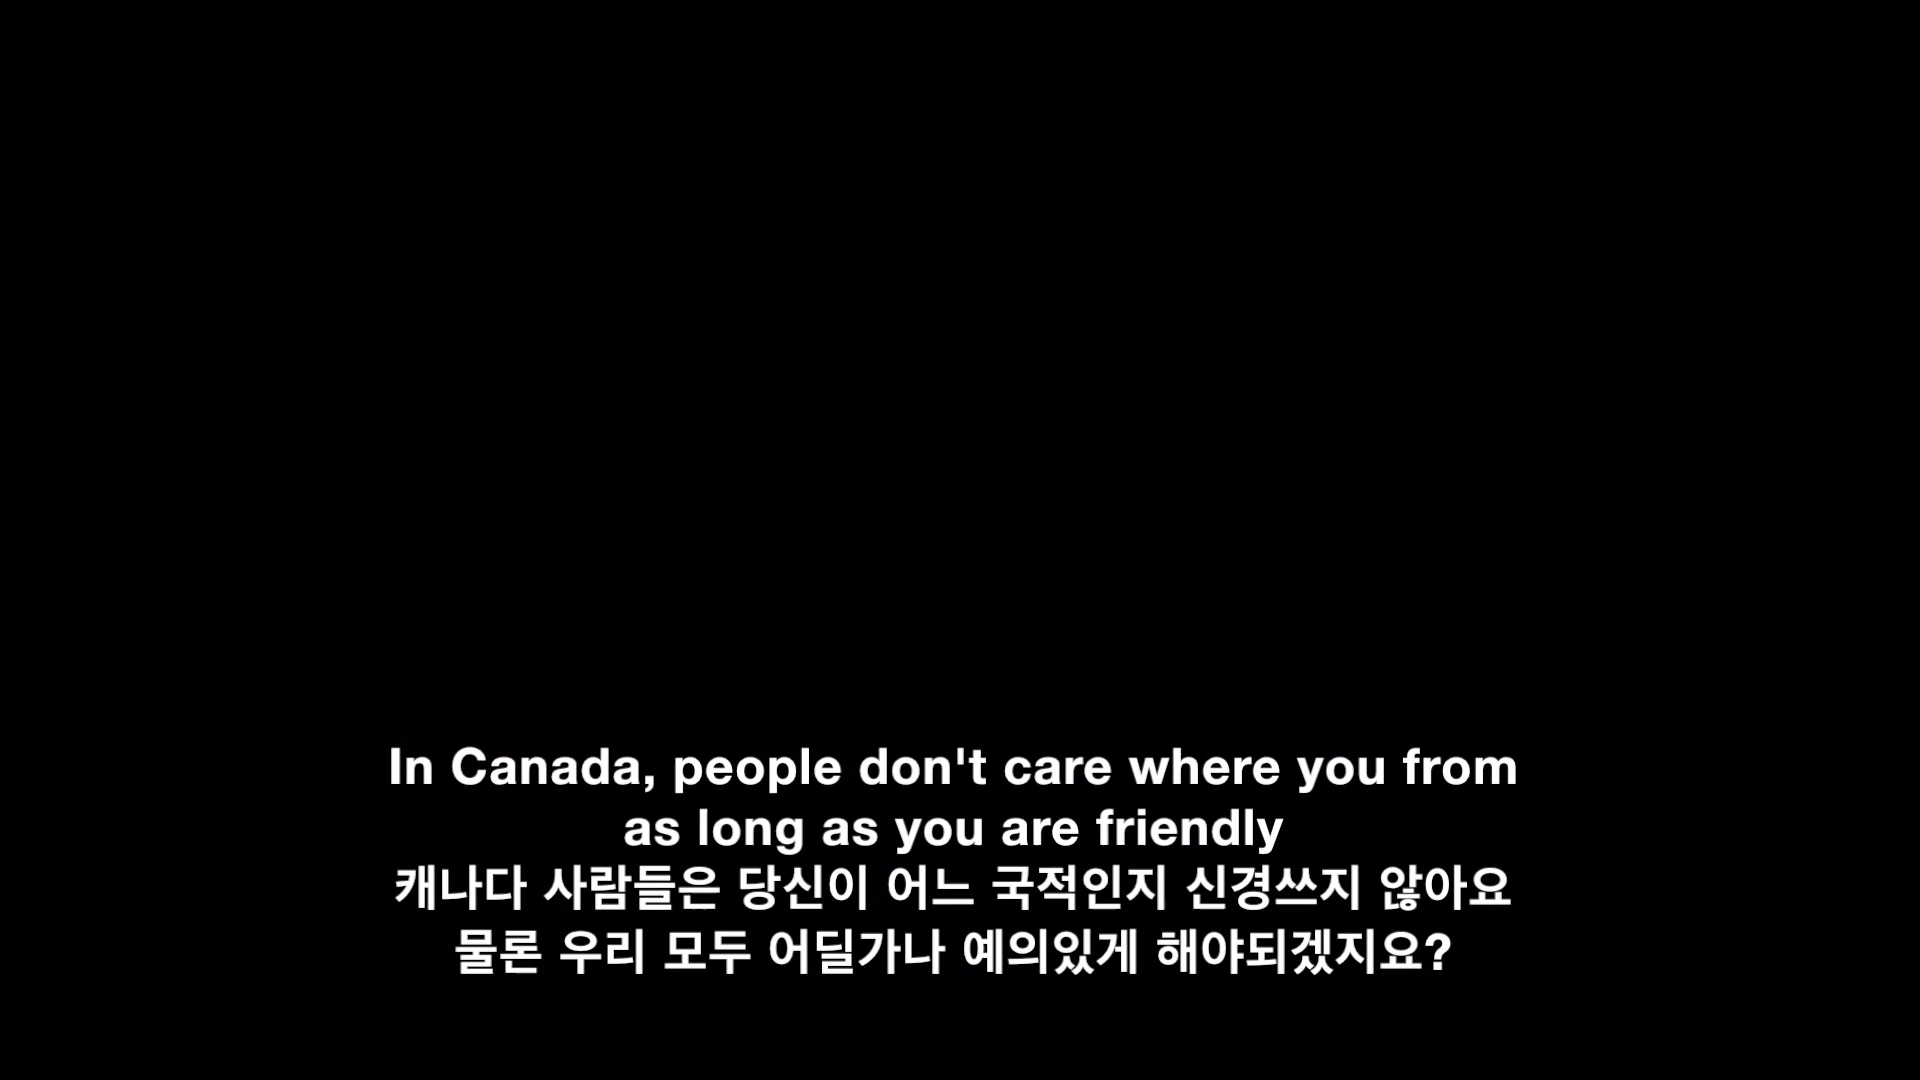 In Canada, people don't care where you from
as long as you are friendly
캐나다 사람들은 당신이 어느 국적인지 신경쓰지 않아요
물론 우리 모두 어딜가나 예의있게 해야되겠지요?